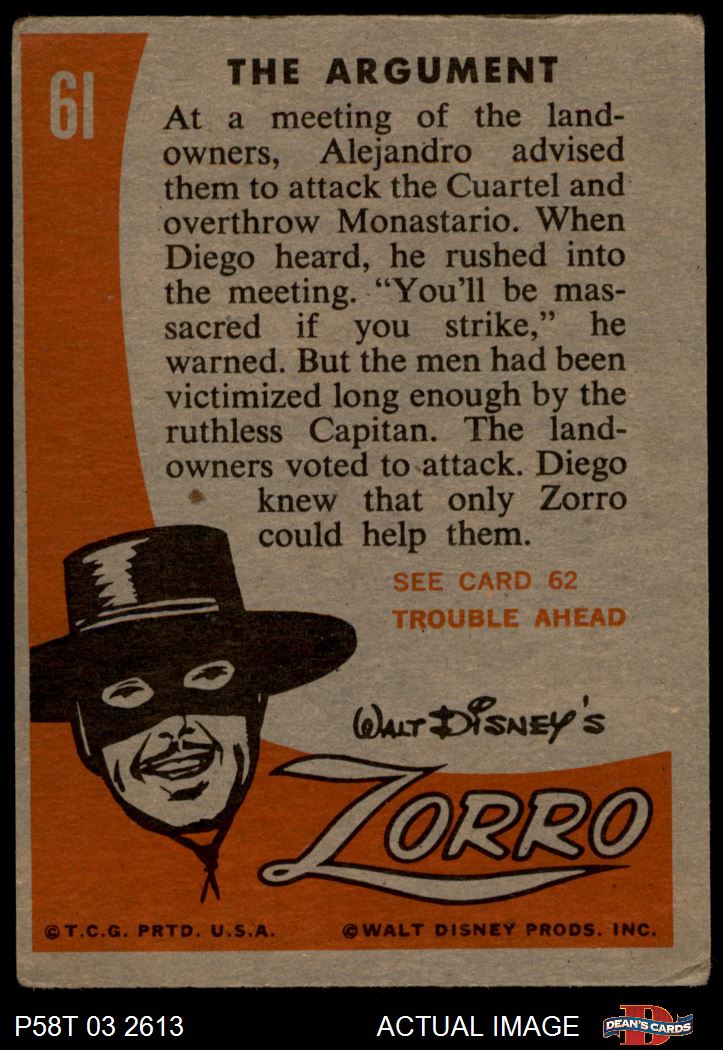 61
THE ARGUMENT
At a meeting of the land-
owners, Alejandro advised
them to attack the Cuartel and
overthrow Monastario. When
Diego heard, he rushed into
the meeting. “You'll be mas-
sacred if you strike,” he
warned. But the men had been
victimized long enough by the
ruthless Capitan. The land-
owners voted to attack. Diego
knew that only Zorro
could help them.
SEE CARD 62
TROUBLE AHEAD
WALT DISNEY'S
ZORRO
©T.C.G. PRTD. U.S.A. ©WALT DISNEY PRODS. INC.
P58T 03 2613 ACTUAL IMAGE D DEAN'S CARDS